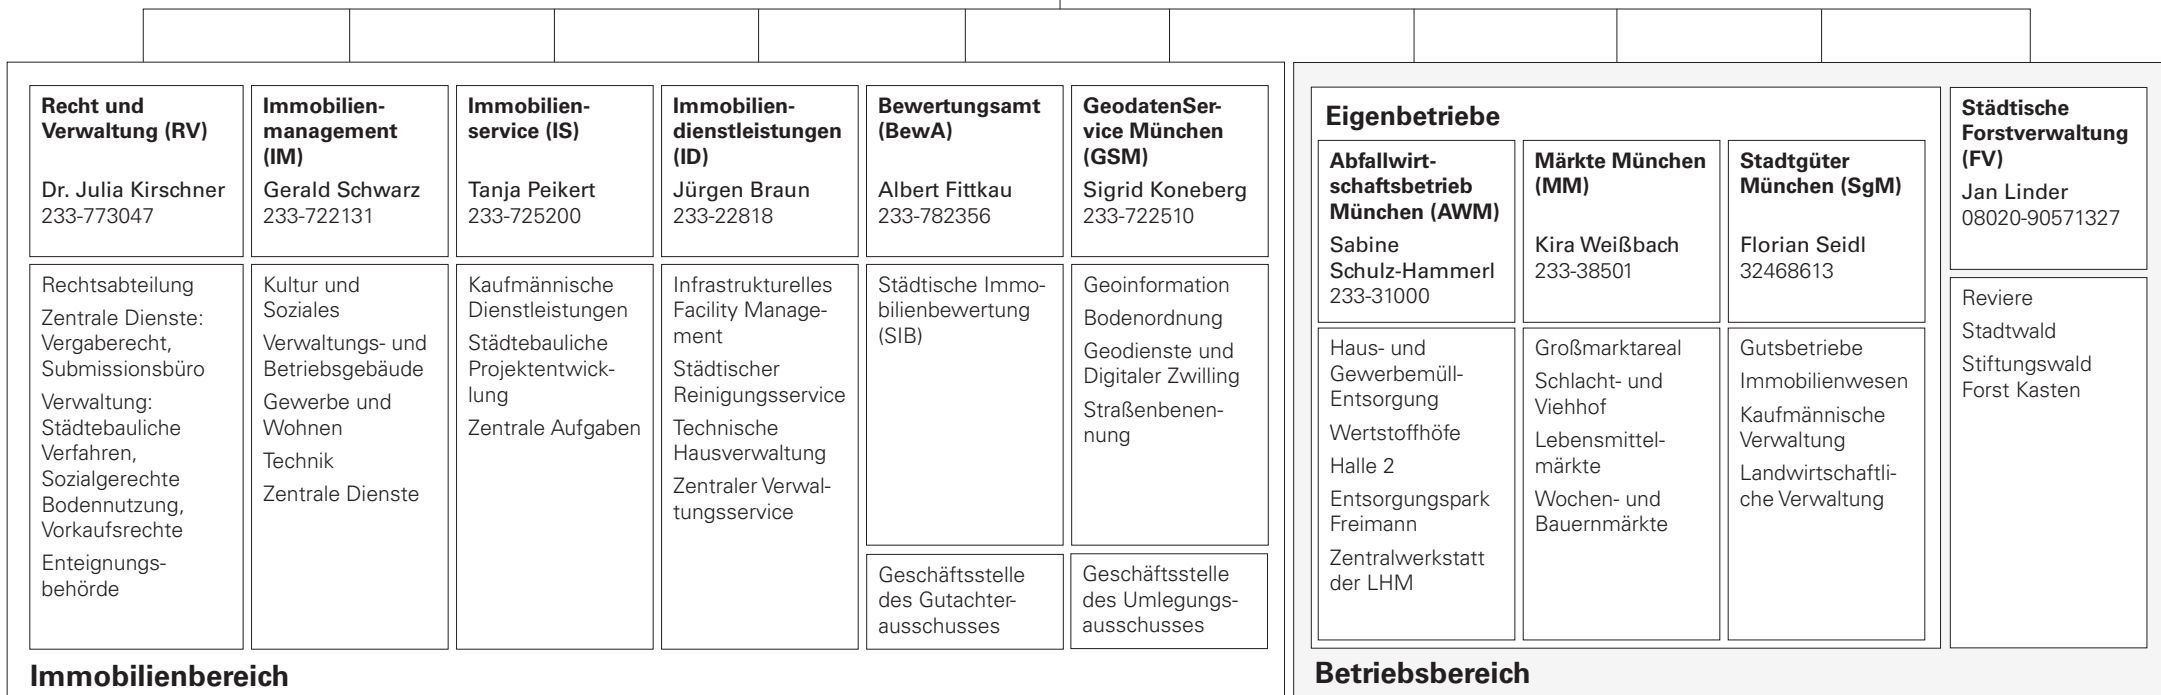 Recht und
Verwaltung (RV)
Dr. Julia Kirschner
233-773047
Rechtsabteilung
Zentrale Dienste:
Vergaberecht,
Submissionsbüro
Verwaltung:
Städtebauliche
Verfahren,
Sozialgerechte
Bodennutzung,
Vorkaufsrechte
Enteignungs-
behörde
Immobilien-
management
(IM)
Gerald Schwarz
233-722131
Kultur und
Soziales
Verwaltungs- und
Betriebsgebäude
Gewerbe und
Wohnen
Technik
Zentrale Dienste
Immobilien-
service (IS)
Tanja Peikert
233-725200
Kaufmännische
Dienstleistungen
Städtebauliche
Projektentwick-
lung
Zentrale Aufgaben
Immobilien-
dienstleistungen
(ID)
Jürgen Braun
233-22818
Infrastrukturelles
Facility Manage-
ment
Städtischer
Reinigungsservice
Technische
Hausverwaltung
Zentraler Verwal-
tungsservice
Bewertungsamt
(BewA)
Albert Fittkau
233-782356
Städtische Immo-
bilienbewertung
(SIB)
Geschäftsstelle
des Gutachter-
ausschusses
GeodatenSer-
vice München
(GSM)
Sigrid Koneberg
233-722510
Geoinformation
Bodenordnung
Geodienste und
Digitaler Zwilling
Straßenbenen-
nung
Geschäftsstelle
des Umlegungs-
ausschusses
Immobilienbereich
Eigenbetriebe
Abfallwirt-
schaftsbetrieb
München (AWM)
Sabine
Schulz-Hammerl
233-31000
Haus- und
Gewerbemüll-
Entsorgung
Wertstoffhöfe
Halle 2
Entsorgungspark
Freimann
Zentralwerkstatt
der LHM
Märkte München
(MM)
Kira Weißbach
233-38501
Großmarktareal
Schlacht- und
Viehhof
Lebensmittel-
märkte
Wochen- und
Bauernmärkte
Stadtgüter
München (SgM)
Florian Seidl
32468613
Gutsbetriebe
Immobilienwesen
Kaufmännische
Verwaltung
Landwirtschaftli-
che Verwaltung
Städtische
Forstverwaltung
(FV)
Jan Linder
08020-90571327
Reviere
Stadtwald
Stiftungswald
Forst Kasten
Betriebsbereich